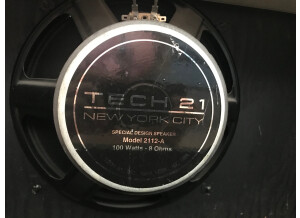 TECH 21
NEW YORK CITY
SPECIAL DESIGN SPEAKER
Model 2112-A
100 Watts - 8 Ohms